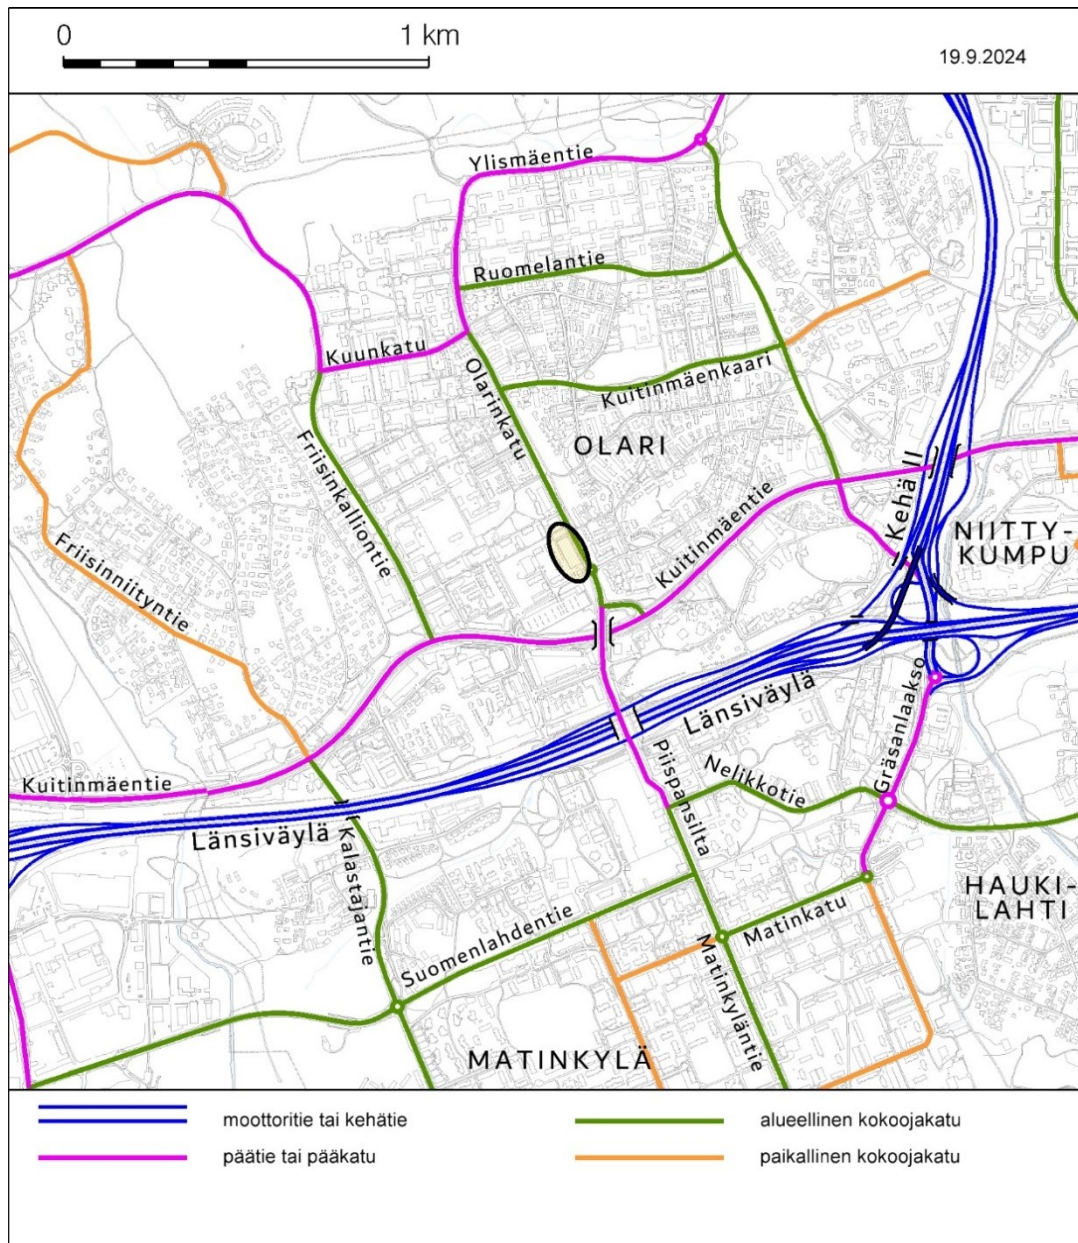 0 1 km
19.9.2024
Ylismäentie
Ruomelantie
Kuunkatu
Olarinkatu
Kuitinmäenkaari
OLARI
Friisinkalliontie
Kehä II
Kuitinmäentie
NIITTY-
KUMPU
Friisinniityntie
Gräsanlaakso
Länsiväylä
Piispansilta
Nelikkotie
Kuitinmäentie
Länsiväylä
Kalastajantie
HAUKI-
LAHTI
Matinkatu
Suomenlahdentie
Matinkyläntie
MATINKYLÄ
moottoritie tai kehätie
alueellinen kokoojakatu
päätie tai pääkatu
paikallinen kokoojakatu